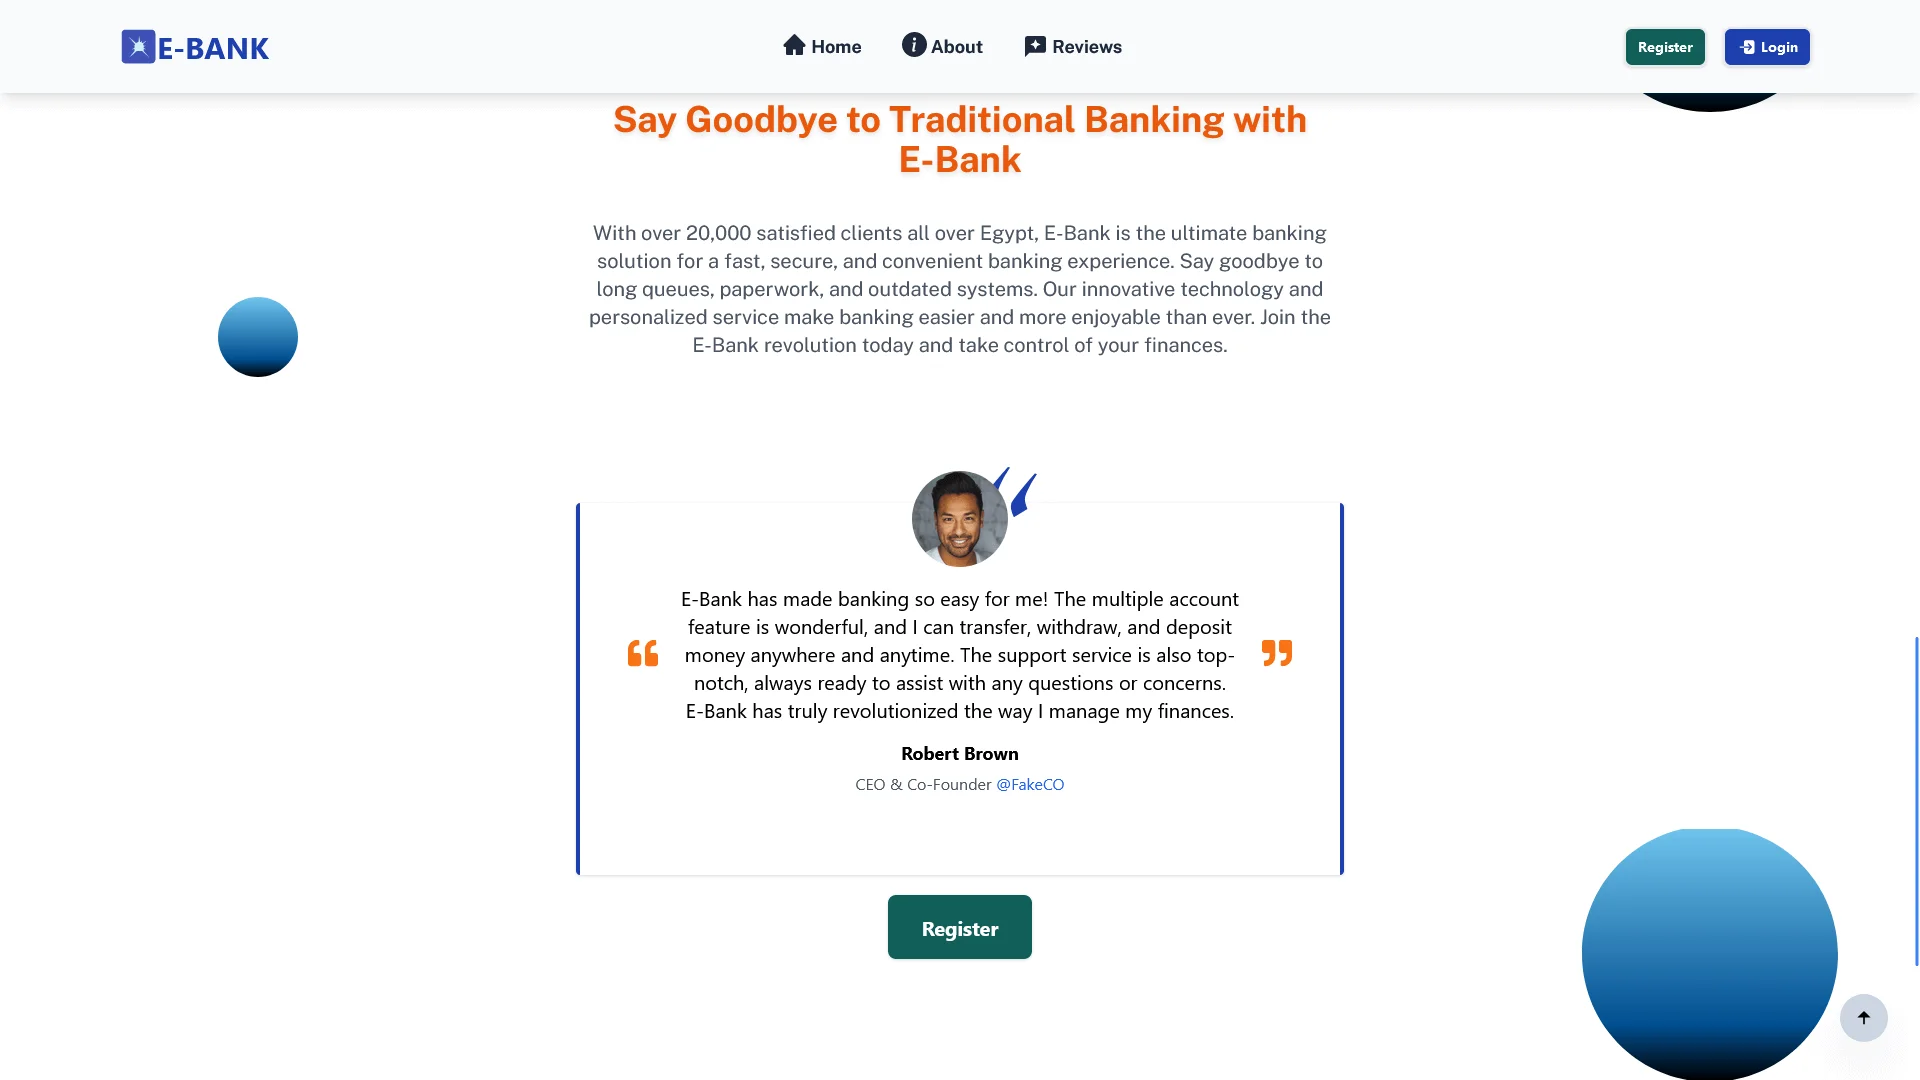 E-BANK
Home
About
Reviews
Register
Login
Say Goodbye to Traditional Banking with
E-Bank
With over 20,000 satisfied clients all over Egypt, E-Bank is the ultimate banking
solution for a fast, secure, and convenient banking experience. Say goodbye to
long queues, paperwork, and outdated systems. Our innovative technology and
personalized service make banking easier and more enjoyable than ever. Join the
E-Bank revolution today and take control of your finances.
E-Bank has made banking so easy for me! The multiple account
feature is wonderful, and I can transfer, withdraw, and deposit
money anywhere and anytime. The support service is also top-
notch, always ready to assist with any questions or concerns.
E-Bank has truly revolutionized the way I manage my finances.
Robert Brown
CEO & Co-Founder @FakeCO
Register